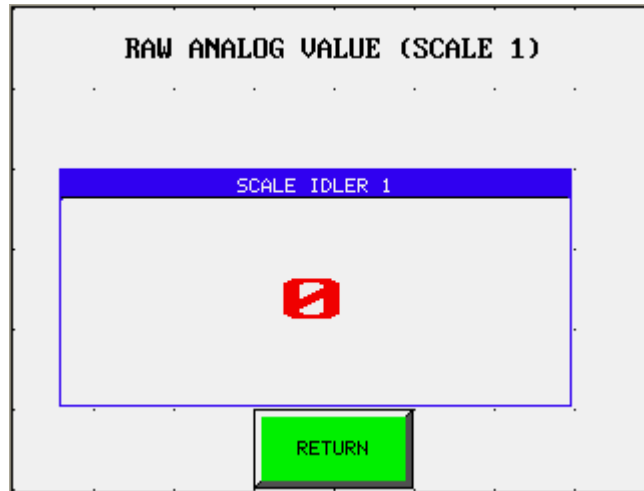 RAW ANALOG VALUE (SCALE 1)
SCALE IDLER 1
0
RETURN